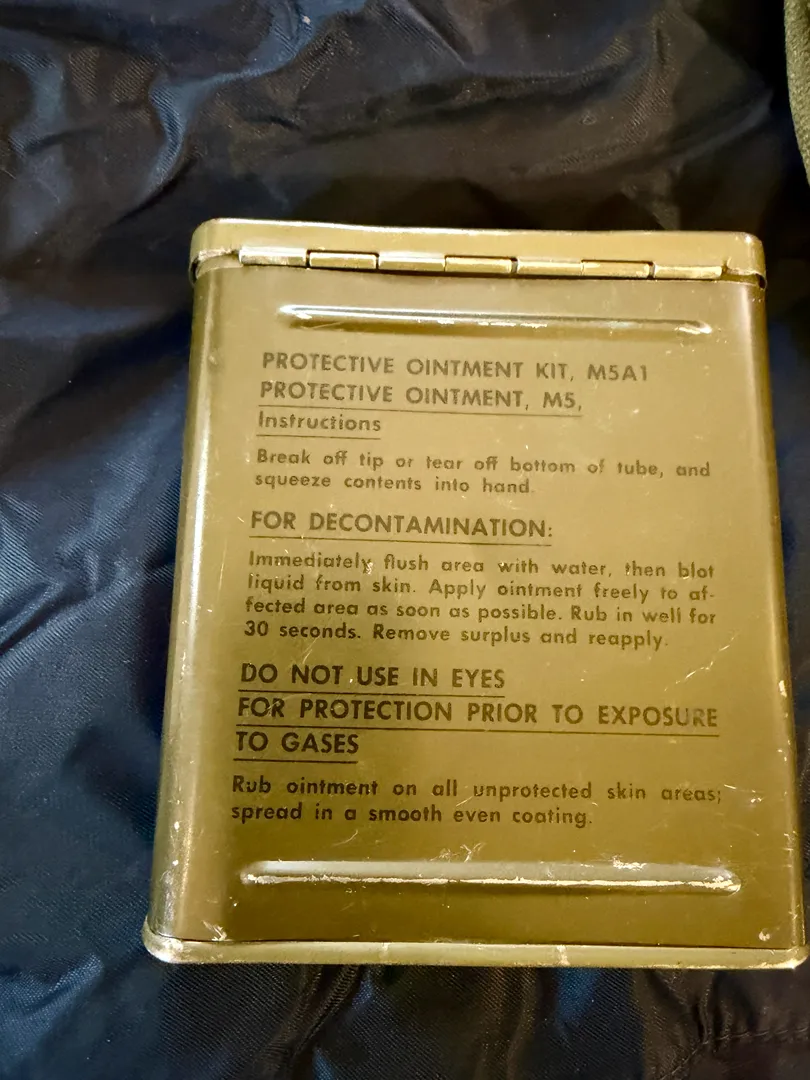 PROTECTIVE OINTMENT KIT, M5A1
PROTECTIVE OINTMENT, M5,
Instructions
Break off tip or tear off bottom of tube, and
squeeze contents into hand.
FOR DECONTAMINATION:
Immediately flush area with water, then blot
liquid from skin. Apply ointment freely to af-
fected area as soon as possible. Rub in well for
30 seconds. Remove surplus and reapply.
DO NOT USE IN EYES
FOR PROTECTION PRIOR TO EXPOSURE
TO GASES
Rub ointment on all unprotected skin areas;
spread in a smooth even coating.